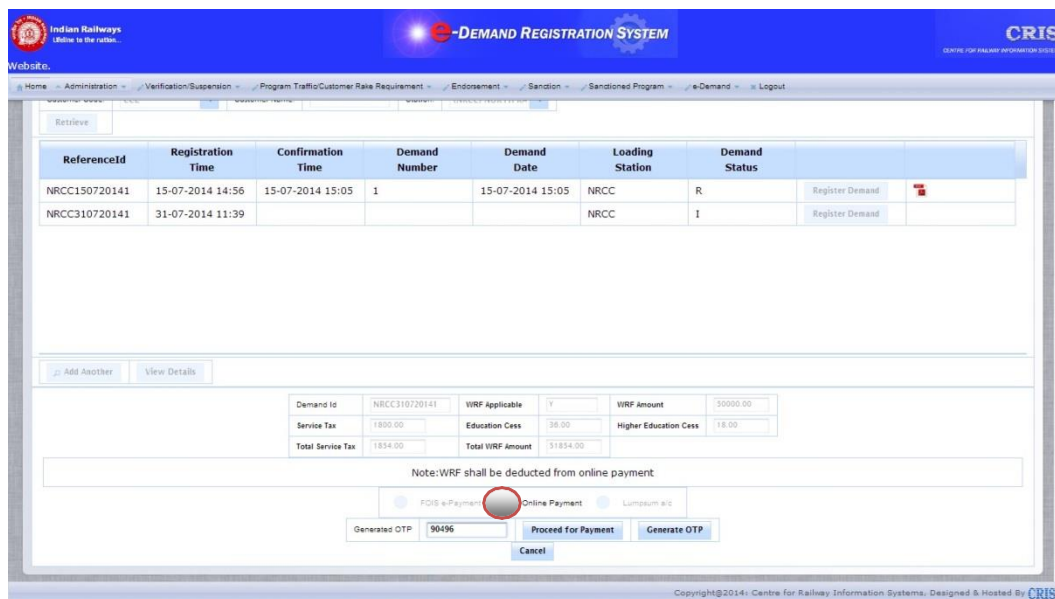 Indian Railways
Lifeline to the nation...
e-DEMAND REGISTRATION SYSTEM
CRIS
CENTRE FOR RAILWAY INFORMATION SYSTE
Website.
Home Administration Verification/Suspension Program Traffic/Customer Rake Requirement Endorsement Sanction Sanctioned Program e-Demand Logout
Customer Code: Customer Name: Station:
Retrieve
ReferenceId Registration Time Confirmation Time Demand Number Demand Date Loading Station Demand Status
NRCC150720141 15-07-2014 14:56 15-07-2014 15:05 1 15-07-2014 15:05 NRCC R Register Demand
NRCC310720141 31-07-2014 11:39 NRCC I Register Demand
Add Another View Details
Demand Id NRCC310720141 WRF Applicable Y WRF Amount 50000.00
Service Tax 1800.00 Education Cess 36.00 Higher Education Cess 18.00
Total Service Tax 1854.00 Total WRF Amount 51854.00
Note:WRF shall be deducted from online payment
FOIS e-Payment Online Payment Lumpsum a/c
Generated OTP 90496 Proceed for Payment Generate OTP
Cancel
Copyright@2014: Centre for Railway Information Systems. Designed & Hosted By CRIS